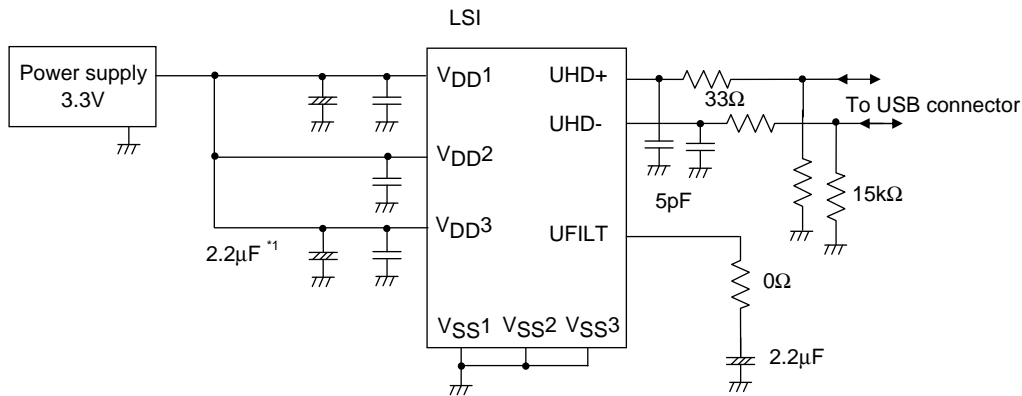 LSI
Power supply
3.3V
VDD1
VDD2
VDD3
2.2μF *1
VSS1 VSS2 VSS3
UHD+
UHD-
UFILT
33Ω
To USB connector
5pF
15kΩ
0Ω
2.2μF